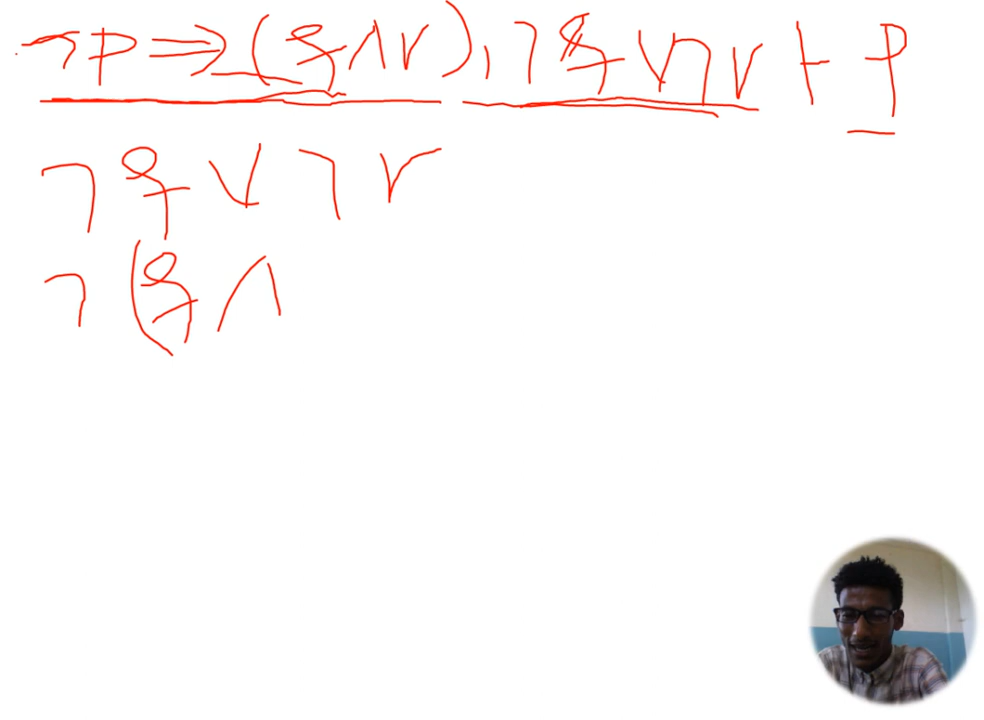 ¬p ⇒ (q ∧ r), ¬q ∨ ¬r ⊢ p
¬q ∨ ¬r
¬(q ∧